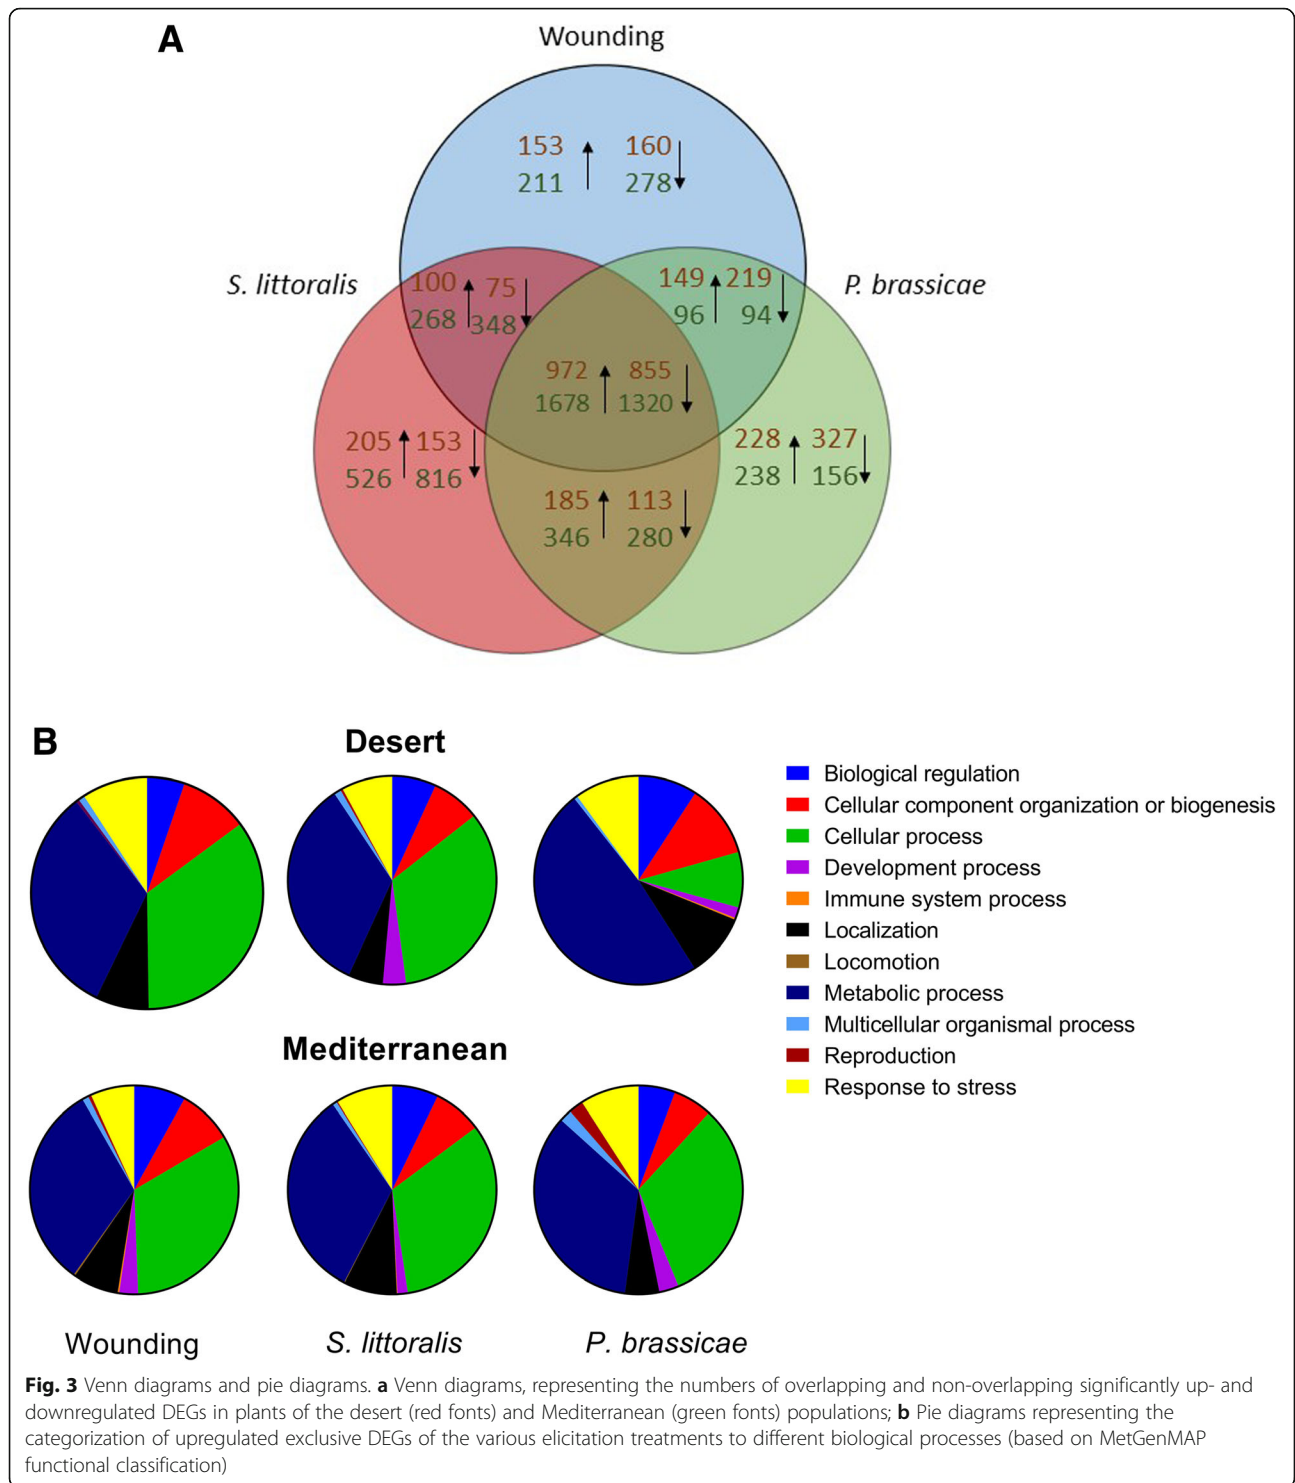 A
Wounding
153 160
211 278
S. littoralis
P. brassicae
100 75
268 348
149 219
96 94
972 855
1678 1320
205 153
526 816
228 327
238 156
185 113
346 280
B
Desert
Biological regulation
Cellular component organization or biogenesis
Cellular process
Development process
Immune system process
Localization
Locomotion
Metabolic process
Multicellular organismal process
Reproduction
Response to stress
Mediterranean
Wounding
S. littoralis
P. brassicae
Fig. 3 Venn diagrams and pie diagrams. a Venn diagrams, representing the numbers of overlapping and non-overlapping significantly up- and
downregulated DEGs in plants of the desert (red fonts) and Mediterranean (green fonts) populations; b Pie diagrams representing the
categorization of upregulated exclusive DEGs of the various elicitation treatments to different biological processes (based on MetGenMAP
functional classification)